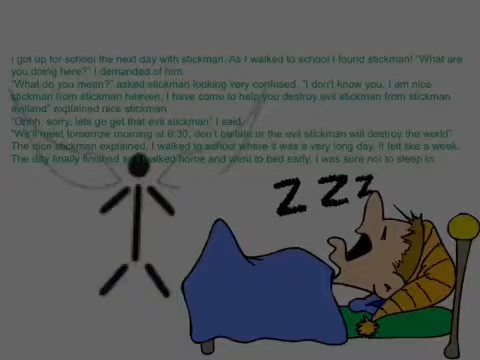 I got up for school the next day with stickman. As I walked to school I found stickman! "What are
you doing here?" I demanded of him.
"What do you mean?" asked stickman looking very confused. "I don't know you, I am nice
stickman from stickman heaven, I have come to help you destroy evil stickman from stickman
evilland" explained nice stickman.
"Ohhh, sorry, lets go get that evil stickman" I said.
"We'll meet tomorrow morning at 6:30, don't be late or the evil stickman will destroy the world"
The nice stickman explained. I walked to school where it was a very long day. It felt like a week.
The day finally finished so I walked home and went to bed early, I was sure not to sleep in.
Z Z Z